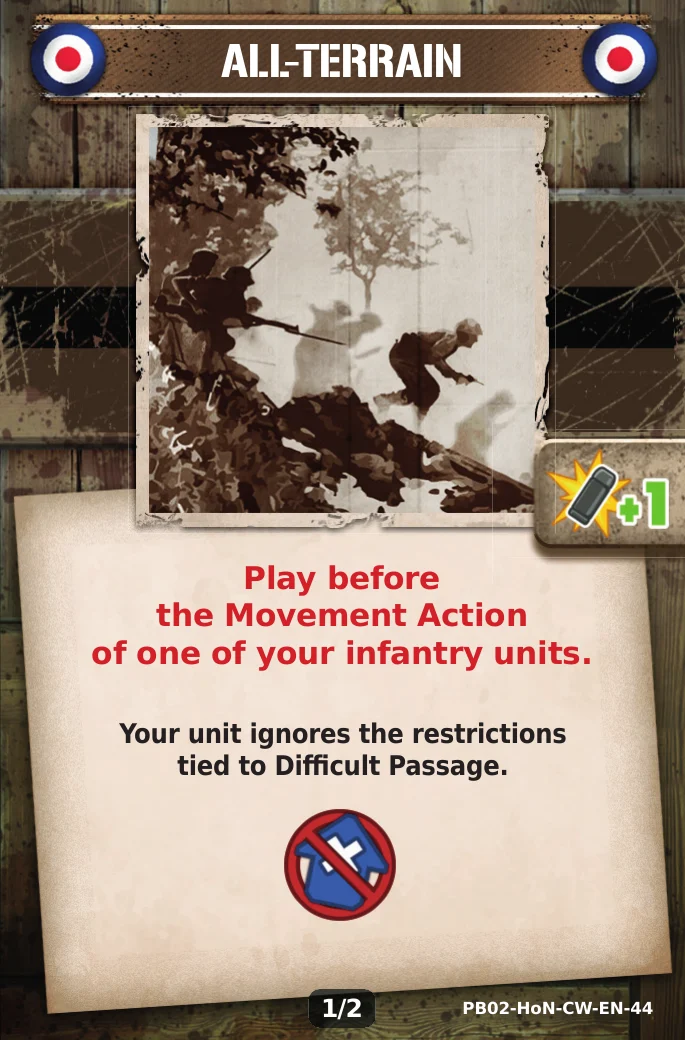 ALL-TERRAIN
+1
Play before
the Movement Action
of one of your infantry units.
Your unit ignores the restrictions
tied to Difficult Passage.
1/2
PB02-HoN-CW-EN-44